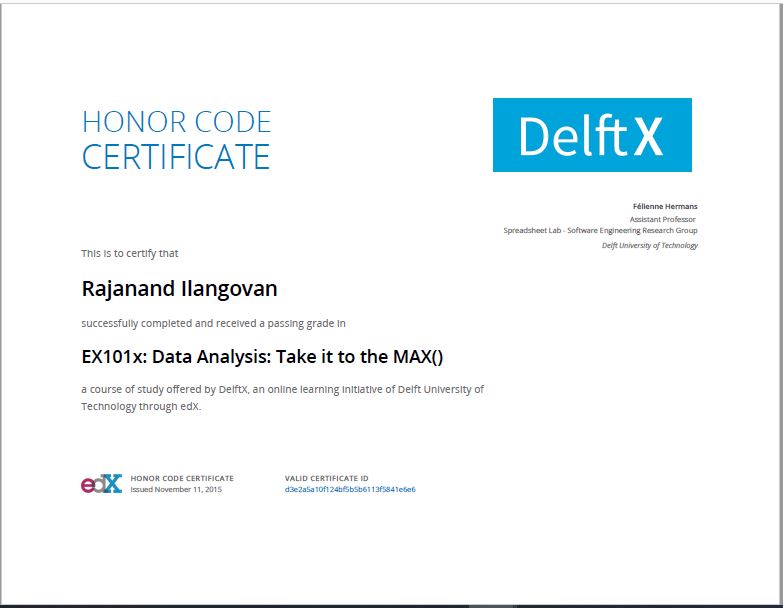 HONOR CODE
CERTIFICATE
DelftX
Félienne Hermans
Assistant Professor
Spreadsheet Lab - Software Engineering Research Group
Delft University of Technology
This is to certify that
Rajanand Ilangovan
successfully completed and received a passing grade in
EX101x: Data Analysis: Take it to the MAX()
a course of study offered by DelftX, an online learning initiative of Delft University of
Technology through edX.
edX
HONOR CODE CERTIFICATE
Issued November 11, 2015
VALID CERTIFICATE ID
d3e2a5a10f124bf5b5b6113f5841e6e6